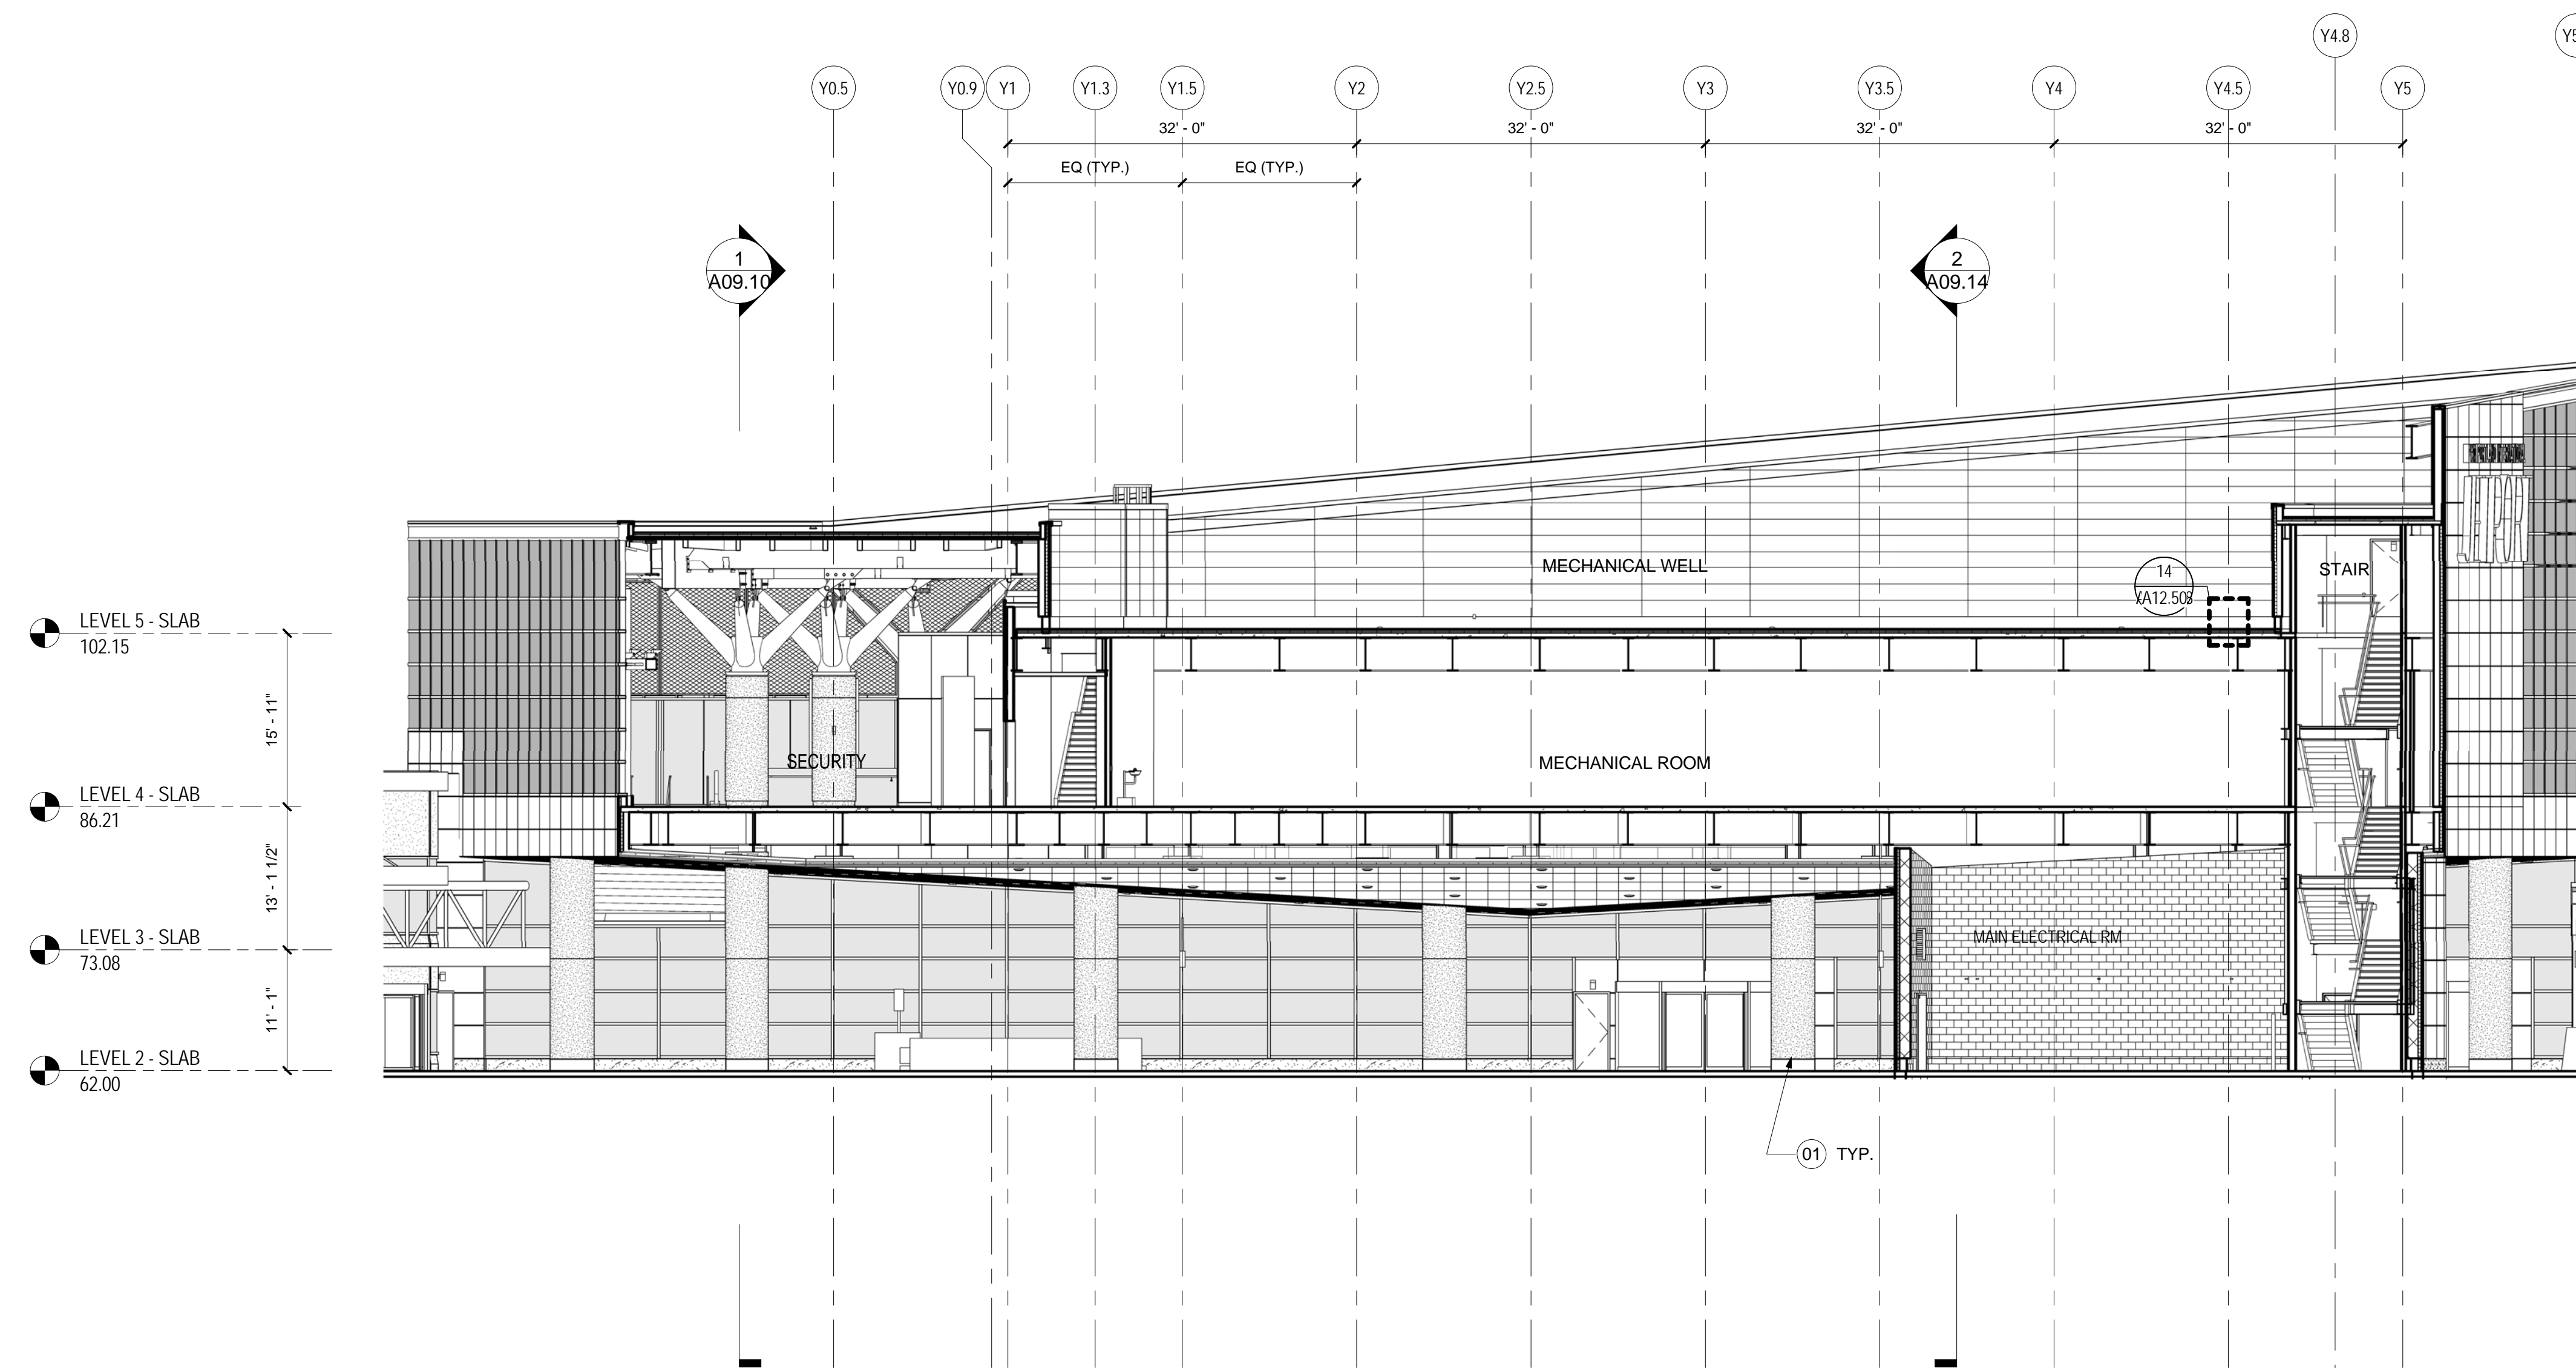 Y4.8
Y0.5 Y0.9 Y1 Y1.3 Y1.5 Y2 Y2.5 Y3 Y3.5 Y4 Y4.5 Y5
32' - 0" 32' - 0" 32' - 0" 32' - 0"
EQ (TYP.) EQ (TYP.)
1
A09.10
2
A09.14
MECHANICAL WELL
14
STAIR
LEVEL 5 - SLAB
102.15
15' - 11"
SECURITY
MECHANICAL ROOM
LEVEL 4 - SLAB
86.21
13' - 1 1/2"
LEVEL 3 - SLAB
73.08
MAIN ELECTRICAL RM
11' - 1"
LEVEL 2 - SLAB
62.00
01 TYP.